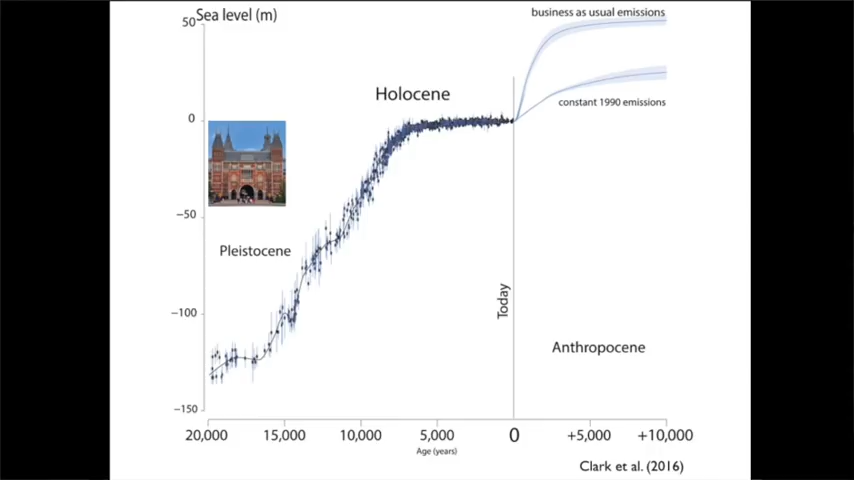 Sea level (m)
business as usual emissions
50
Holocene
constant 1990 emissions
0
−50
Pleistocene
Today
−100
Anthropocene
−150
20,000 15,000 10,000 5,000 0 +5,000 +10,000
Age (years)
Clark et al. (2016)